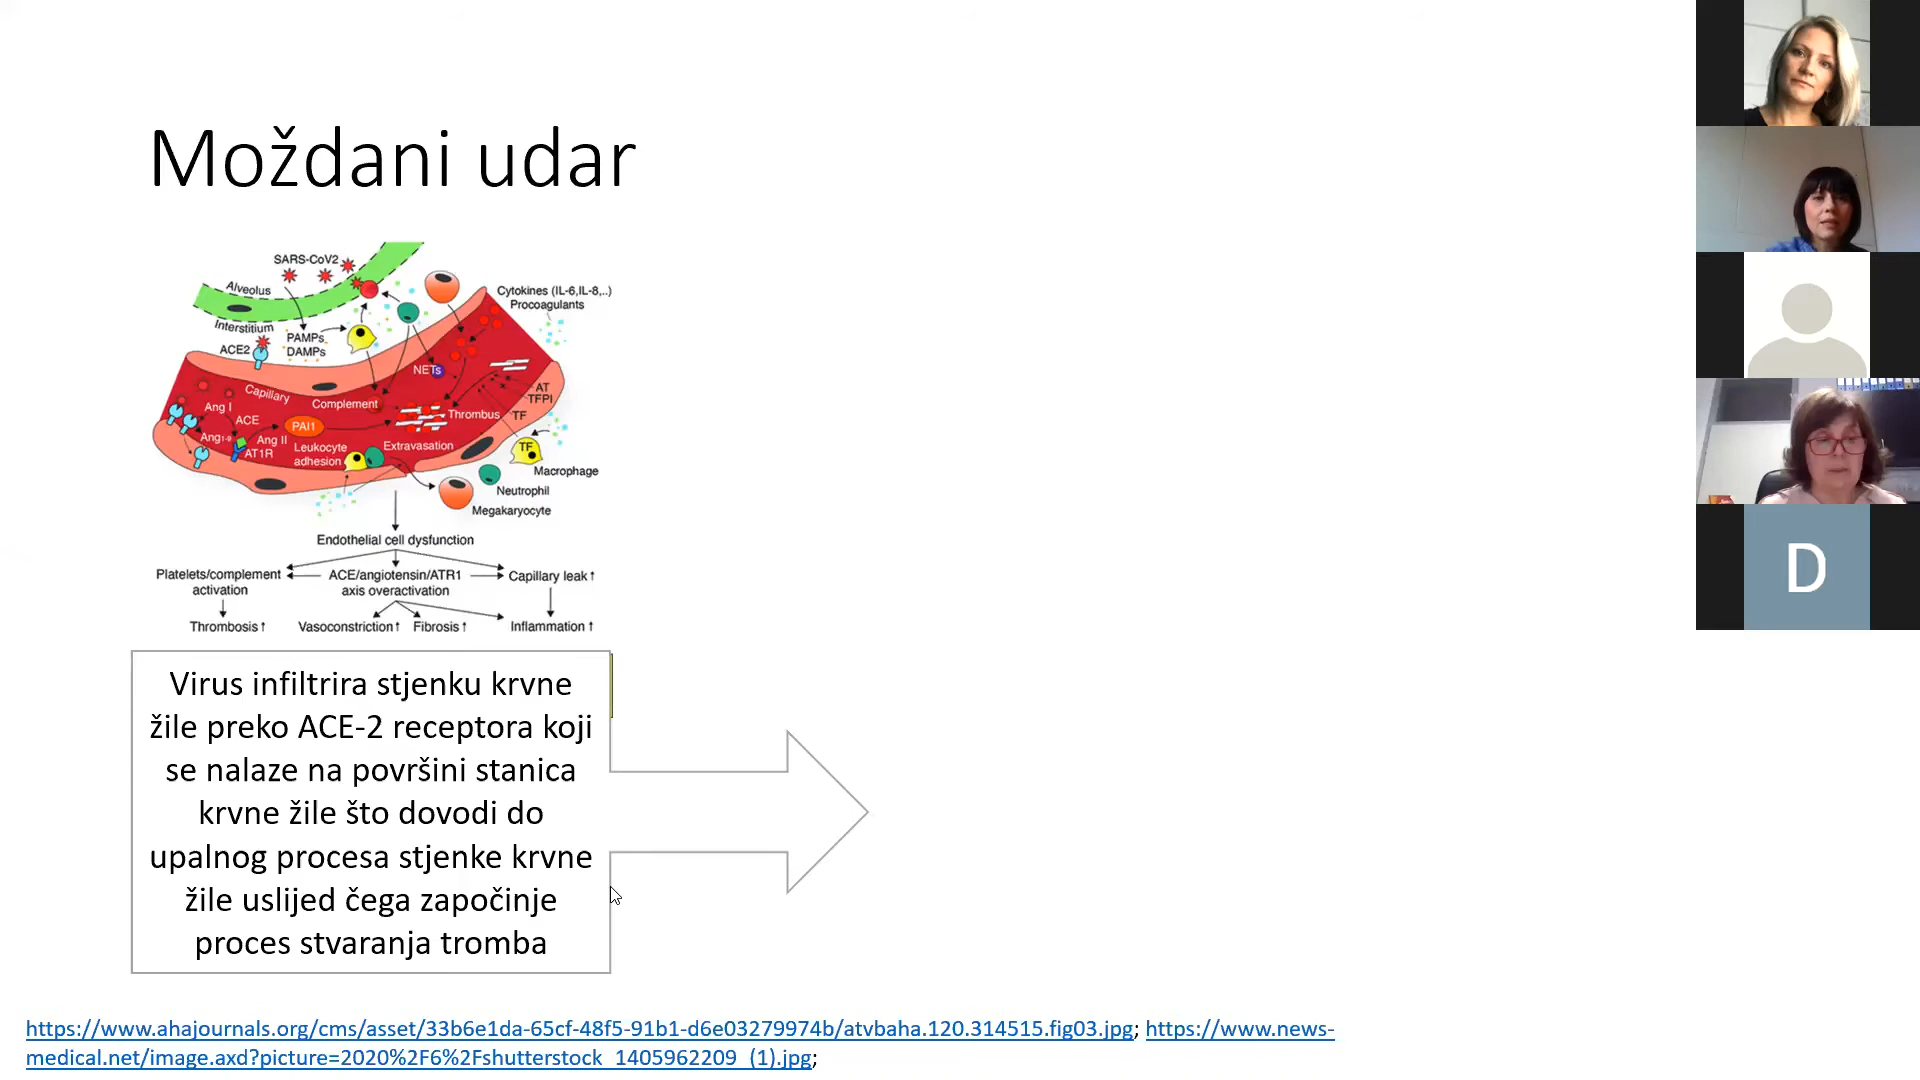 Moždani udar
SARS-CoV2
Alveolus
Cytokines (IL-6,IL-8,..)
Procoagulants
Interstitium
PAMPs
DAMPs
ACE2
NETs
Capillary
Complement
AT
TFPI
Ang I
ACE
PAI1
Thrombus
TF
Ang1-9
Ang II
AT1R
Leukocyte
adhesion
Extravasation
TF
Macrophage
Neutrophil
Megakaryocyte
Endothelial cell dysfunction
Platelets/complement
activation
ACE/angiotensin/ATR1
axis overactivation
Capillary leak↑
Thrombosis↑
Vasoconstriction↑
Fibrosis↑
Inflammation↑
Virus infiltrira stjenku krvne
žile preko ACE-2 receptora koji
se nalaze na površini stanica
krvne žile što dovodi do
upalnog procesa stjenke krvne
žile uslijed čega započinje
proces stvaranja tromba
https://www.ahajournals.org/cms/asset/33b6e1da-65cf-48f5-91b1-d6e03279974b/atvbaha.120.314515.fig03.jpg; https://www.news-
medical.net/image.axd?picture=2020%2F6%2Fshutterstock_1405962209_(1).jpg;
D